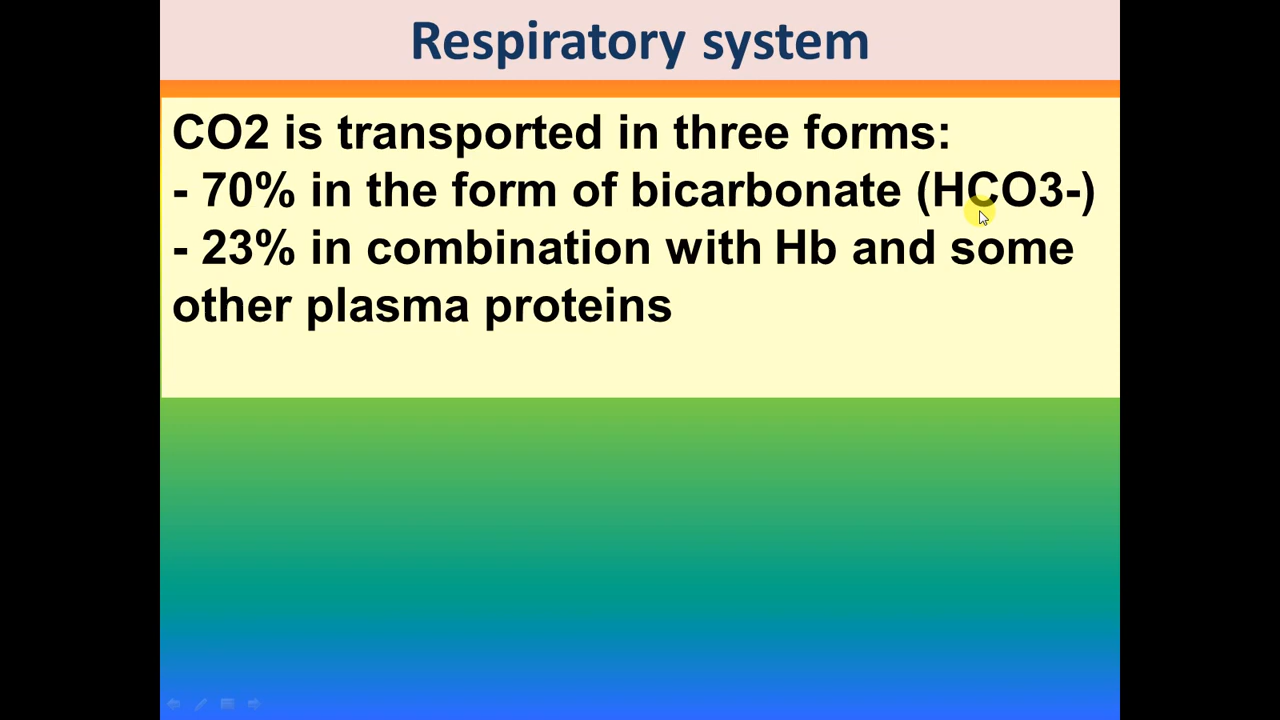 Respiratory system
CO2 is transported in three forms:
- 70% in the form of bicarbonate (HCO3-)
- 23% in combination with Hb and some
other plasma proteins